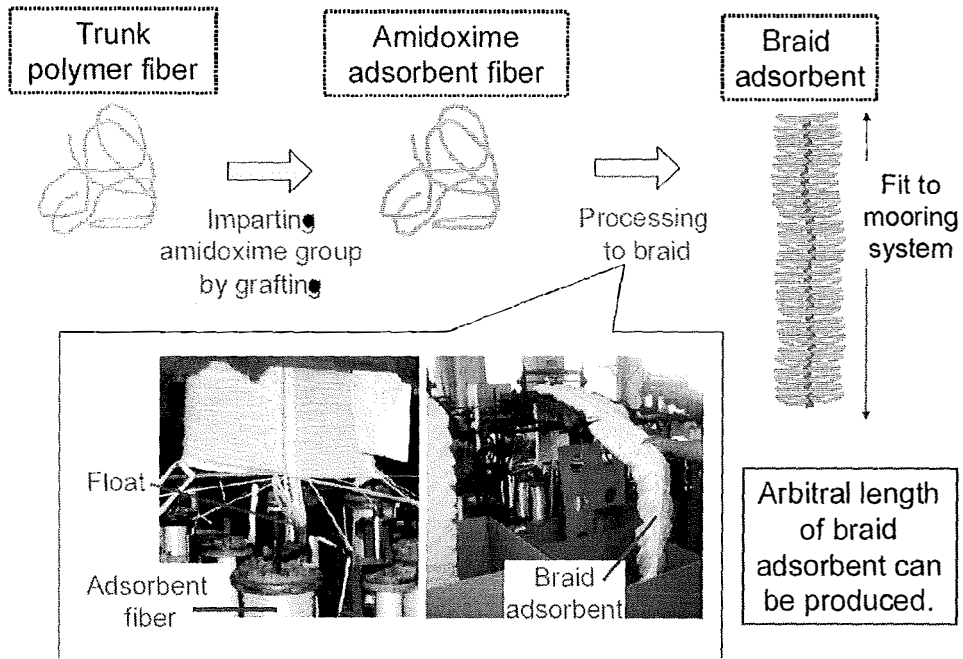 Trunk
polymer fiber
Amidoxime
adsorbent fiber
Braid
adsorbent
Imparting
amidoxime group
by grafting
Processing
to braid
Fit to
mooring
system
Float
Adsorbent
fiber
Braid
adsorbent
Arbitral length
of braid
adsorbent can
be produced.